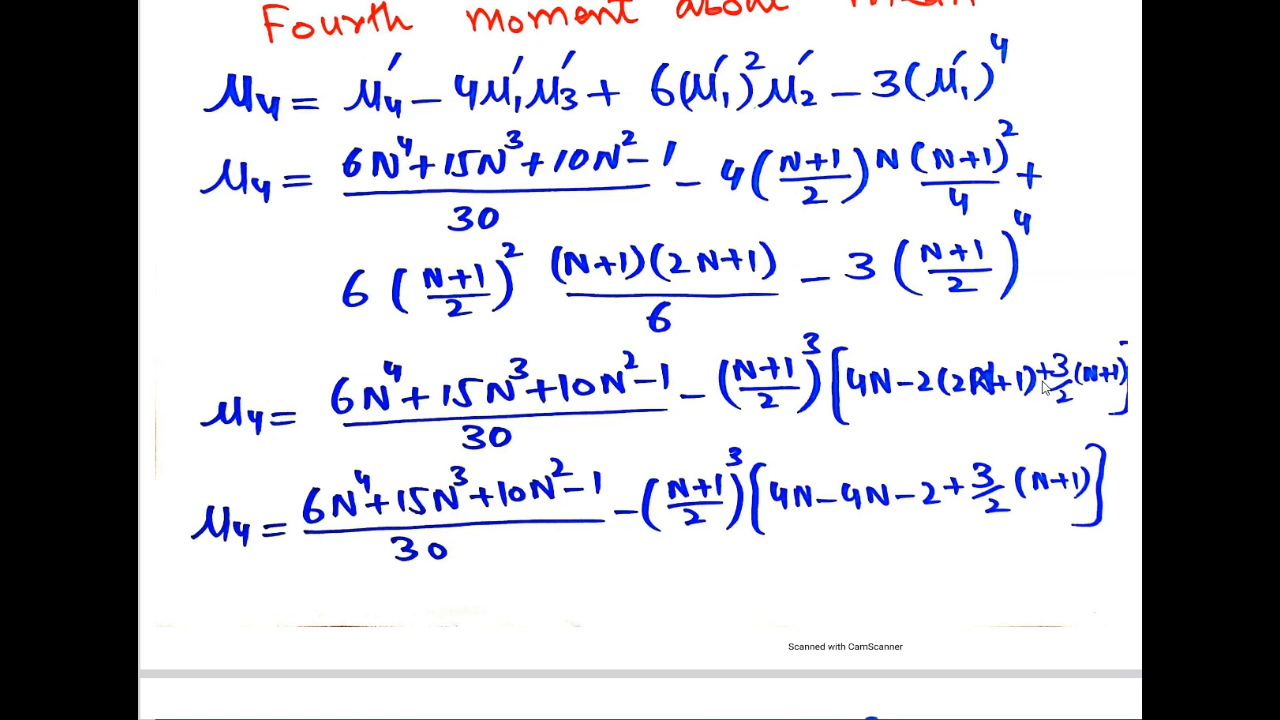 Fourth moment about mean
μ₄ = μ₄′ − 4μ₁′μ₃′ + 6(μ₁′)²μ₂′ − 3(μ₁′)⁴
μ₄ = (6N⁴+15N³+10N²−1)/30 − 4((N+1)/2) N (N+1)²/4 +
6((N+1)/2)² (N+1)(2N+1)/6 − 3((N+1)/2)⁴
μ₄ = (6N⁴+15N³+10N²−1)/30 − ((N+1)/2)³ [4N−2(2N+1)+3/2(N+1)]
μ₄ = (6N⁴+15N³+10N²−1)/30 − ((N+1)/2)³ [4N−4N−2+3/2(N+1)]
Scanned with CamScanner